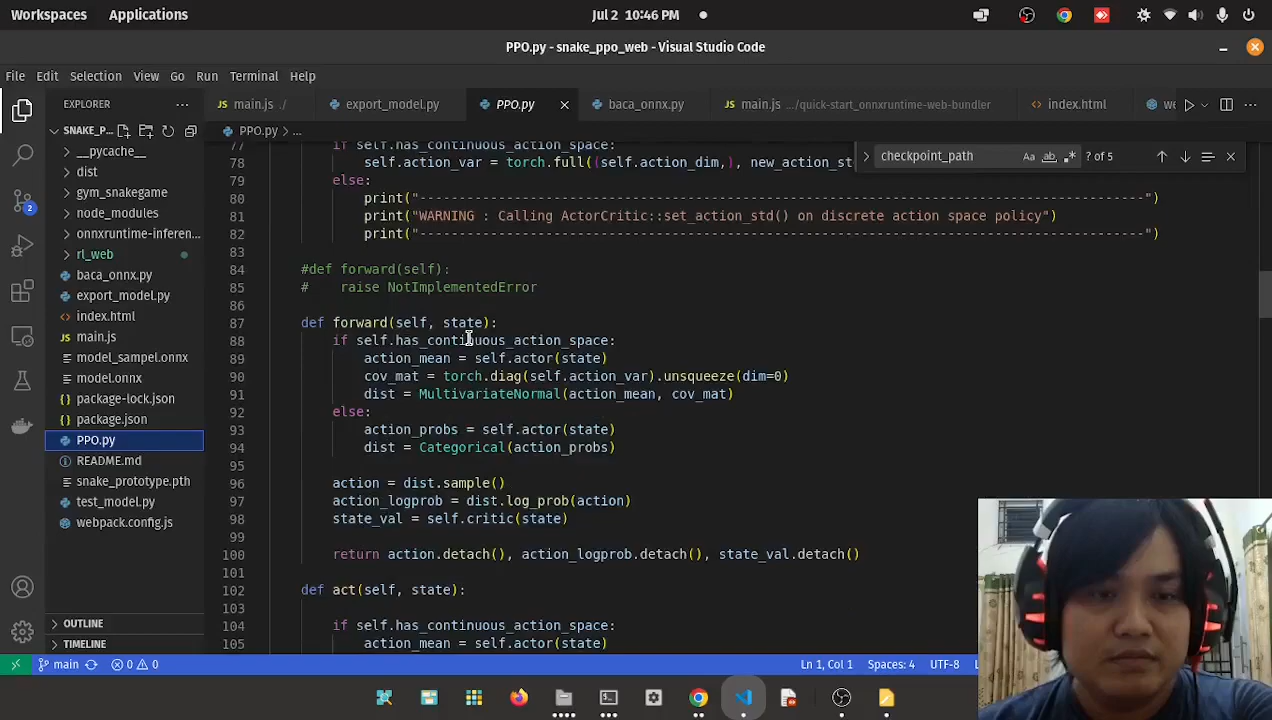 Workspaces Applications Jul 2 10:46 PM
PPO.py - snake_ppo_web - Visual Studio Code
File Edit Selection View Go Run Terminal Help
EXPLORER main.js ./ export_model.py PPO.py baca_onnx.py main.js .../quick-start_onnxruntime-web-bundler index.html we
SNAKE_P...
PPO.py > ...
checkpoint_path Aa ab ? of 5
__pycache__
dist
gym_snakegame
node_modules
onnxruntime-inferen...
rl_web
baca_onnx.py
export_model.py
index.html
main.js
model_sampel.onnx
model.onnx
package-lock.json
package.json
PPO.py
README.md
snake_prototype.pth
test_model.py
webpack.config.js
OUTLINE
TIMELINE
77 if self.has_continuous_action_space:
78 self.action_var = torch.full((self.action_dim,), new_action_st
79 else:
80 print("--------------------------------------------------------------------------------------------")
81 print("WARNING : Calling ActorCritic::set_action_std() on discrete action space policy")
82 print("--------------------------------------------------------------------------------------------")
83
84 #def forward(self):
85 # raise NotImplementedError
86
87 def forward(self, state):
88 if self.has_continuous_action_space:
89 action_mean = self.actor(state)
90 cov_mat = torch.diag(self.action_var).unsqueeze(dim=0)
91 dist = MultivariateNormal(action_mean, cov_mat)
92 else:
93 action_probs = self.actor(state)
94 dist = Categorical(action_probs)
95
96 action = dist.sample()
97 action_logprob = dist.log_prob(action)
98 state_val = self.critic(state)
99
100 return action.detach(), action_logprob.detach(), state_val.detach()
101
102 def act(self, state):
103
104 if self.has_continuous_action_space:
105 action_mean = self.actor(state)
2
main 0 0 Ln 1, Col 1 Spaces: 4 UTF-8